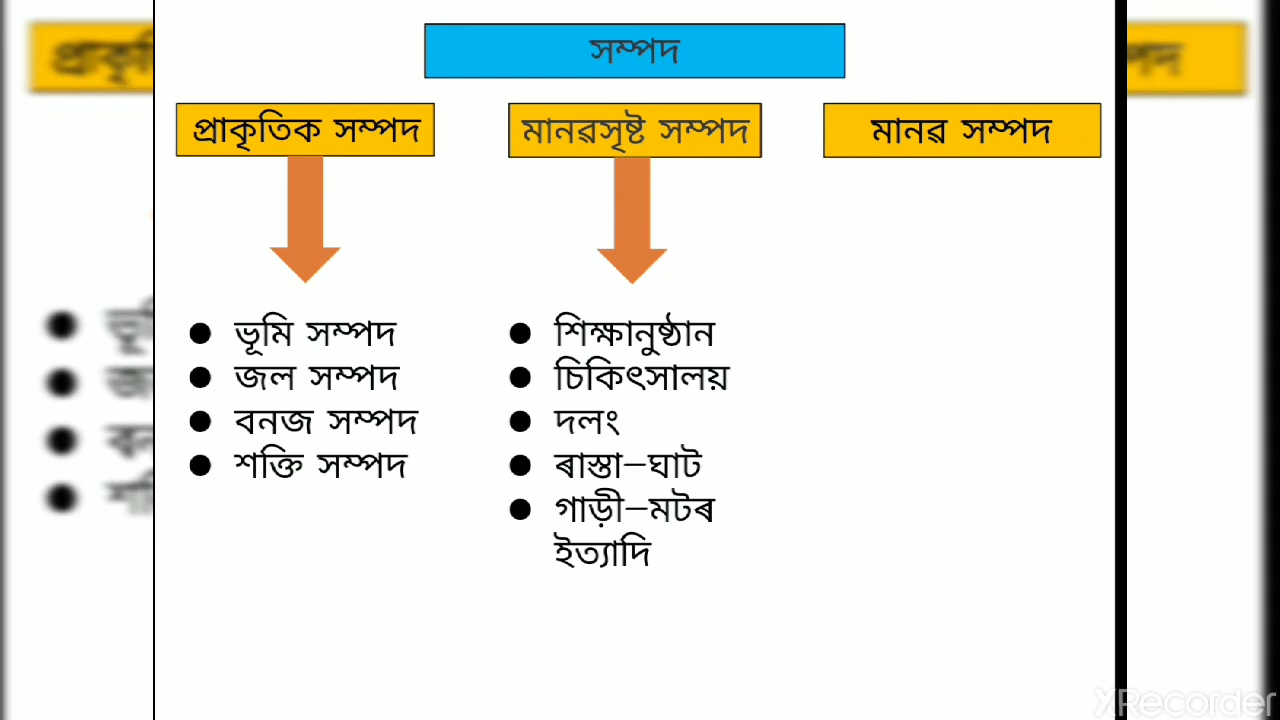 সম্পদ
প্ৰাকৃতিক সম্পদ
মানৱসৃষ্ট সম্পদ
মানৱ সম্পদ
● ভূমি সম্পদ
● জল সম্পদ
● বনজ সম্পদ
● শক্তি সম্পদ
● শিক্ষানুষ্ঠান
● চিকিৎসালয়
● দলং
● ৰাস্তা–ঘাট
● গাড়ী–মটৰ
ইত্যাদি
XRecorder